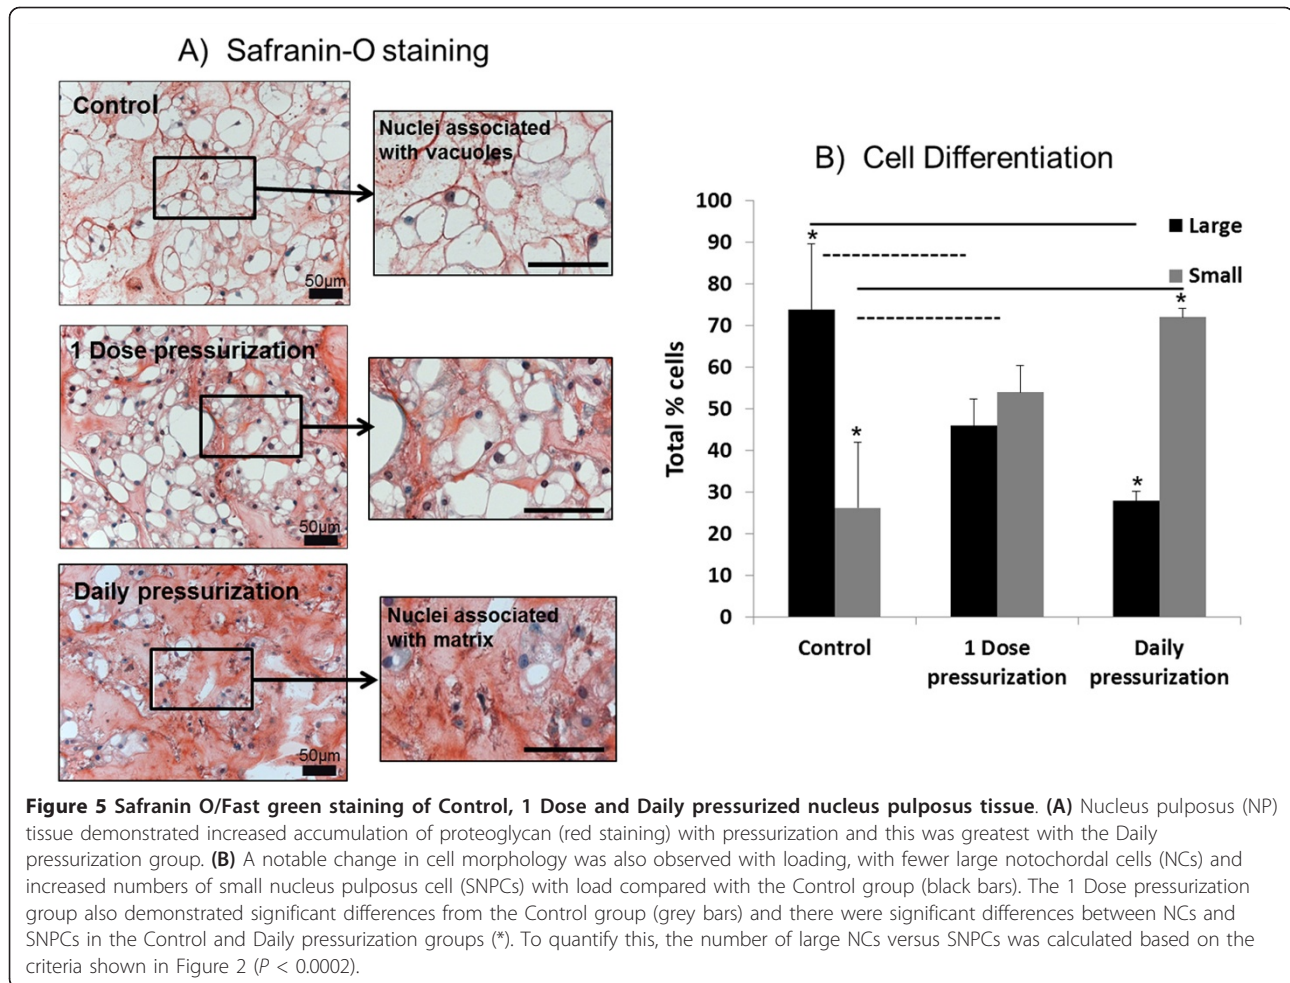 A) Safranin-O staining
Control
50µm
Nuclei associated
with vacuoles
1 Dose pressurization
50µm
Daily pressurization
50µm
Nuclei associated
with matrix
B) Cell Differentiation
100
90
80
70
60
50
40
30
20
10
0
Total % cells
Large
Small
*
*
*
*
Control
1 Dose
pressurization
Daily
pressurization
Figure 5 Safranin O/Fast green staining of Control, 1 Dose and Daily pressurized nucleus pulposus tissue. (A) Nucleus pulposus (NP)
tissue demonstrated increased accumulation of proteoglycan (red staining) with pressurization and this was greatest with the Daily
pressurization group. (B) A notable change in cell morphology was also observed with loading, with fewer large notochordal cells (NCs) and
increased numbers of small nucleus pulposus cell (SNPCs) with load compared with the Control group (black bars). The 1 Dose pressurization
group also demonstrated significant differences from the Control group (grey bars) and there were significant differences between NCs and
SNPCs in the Control and Daily pressurization groups (*). To quantify this, the number of large NCs versus SNPCs was calculated based on the
criteria shown in Figure 2 (P < 0.0002).